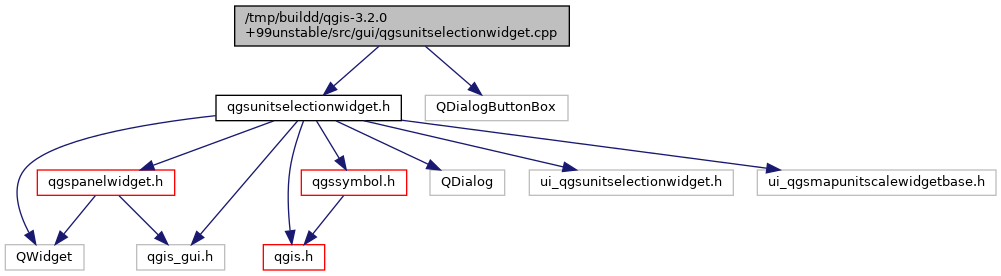 /tmp/buildd/qgis-3.2.0
+99unstable/src/gui/qgsunitselectionwidget.cpp
qgsunitselectionwidget.h
QDialogButtonBox
qgspanelwidget.h
qgssymbol.h
QDialog
ui_qgsunitselectionwidget.h
ui_qgsmapunitscalewidgetbase.h
QWidget
qgis_gui.h
qgis.h